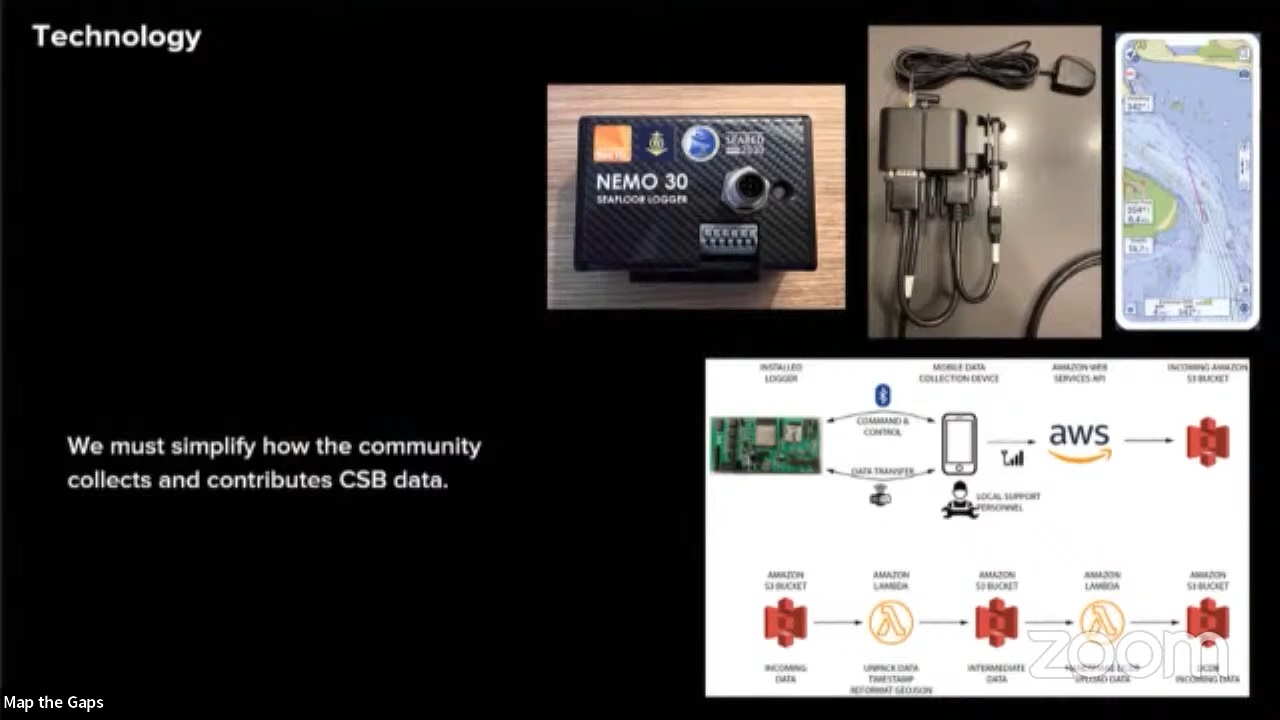 Technology
SEABED
2030
NEMO 30
SEAFLOOR LOGGER
We must simplify how the community
collects and contributes CSB data.
INSTALLED
LOGGER
MOBILE DATA
COLLECTION DEVICE
AMAZON WEB
SERVICES API
INCOMING AMAZON
S3 BUCKET
COMMAND &
CONTROL
aws
DATA TRANSFER
LOCAL SUPPORT
PERSONNEL
AMAZON
S3 BUCKET
AMAZON
LAMBDA
AMAZON
S3 BUCKET
AMAZON
LAMBDA
AMAZON
S3 BUCKET
INCOMING
DATA
UNPACK DATA
TIMESTAMP
REFORMAT GEOJSON
INTERMEDIATE
DATA
UPLOAD DATA
DCDB
INCOMING DATA
zoom
Map the Gaps